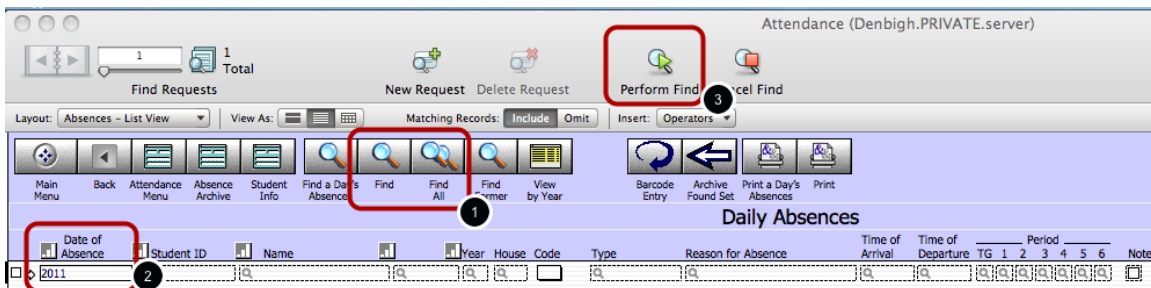 Attendance (Denbigh.PRIVATE.server)
1
1
Total
Find Requests
New Request
Delete Request
Perform Find
cel Find
3
Layout:
Absences - List View
View As:
Matching Records:
Include
Omit
Insert:
Operators
Main Menu
Back
Attendance Menu
Absence Archive
Student Info
Find a Day's Absences
Find
Find All
Find
View by Year
Barcode Entry
Archive Found Set
Print a Day's Absences
Print
1
Daily Absences
Date of Absence
Student ID
Name
Year
House
Code
Type
Reason for Absence
Time of Arrival
Time of Departure
Period
TG 1 2 3 4 5 6
Note
2011
2